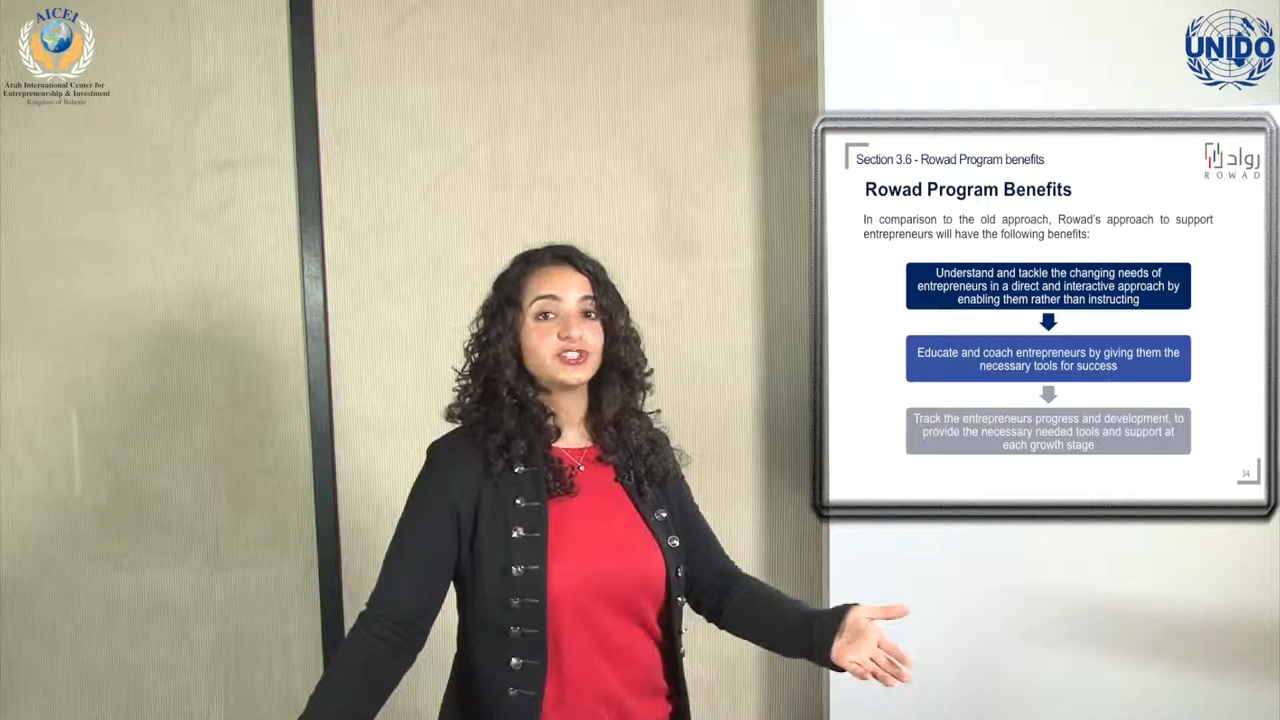 AICEI
Arab International Center for
Entrepreneurship & Investment
Kingdom of Bahrain
UNIDO
Section 3.6 - Rowad Program benefits
رواد
ROWAD
Rowad Program Benefits
In comparison to the old approach, Rowad's approach to support
entrepreneurs will have the following benefits:
Understand and tackle the changing needs of
entrepreneurs in a direct and interactive approach by
enabling them rather than instructing
Educate and coach entrepreneurs by giving them the
necessary tools for success
Track the entrepreneurs progress and development, to
provide the necessary needed tools and support at
each growth stage
34